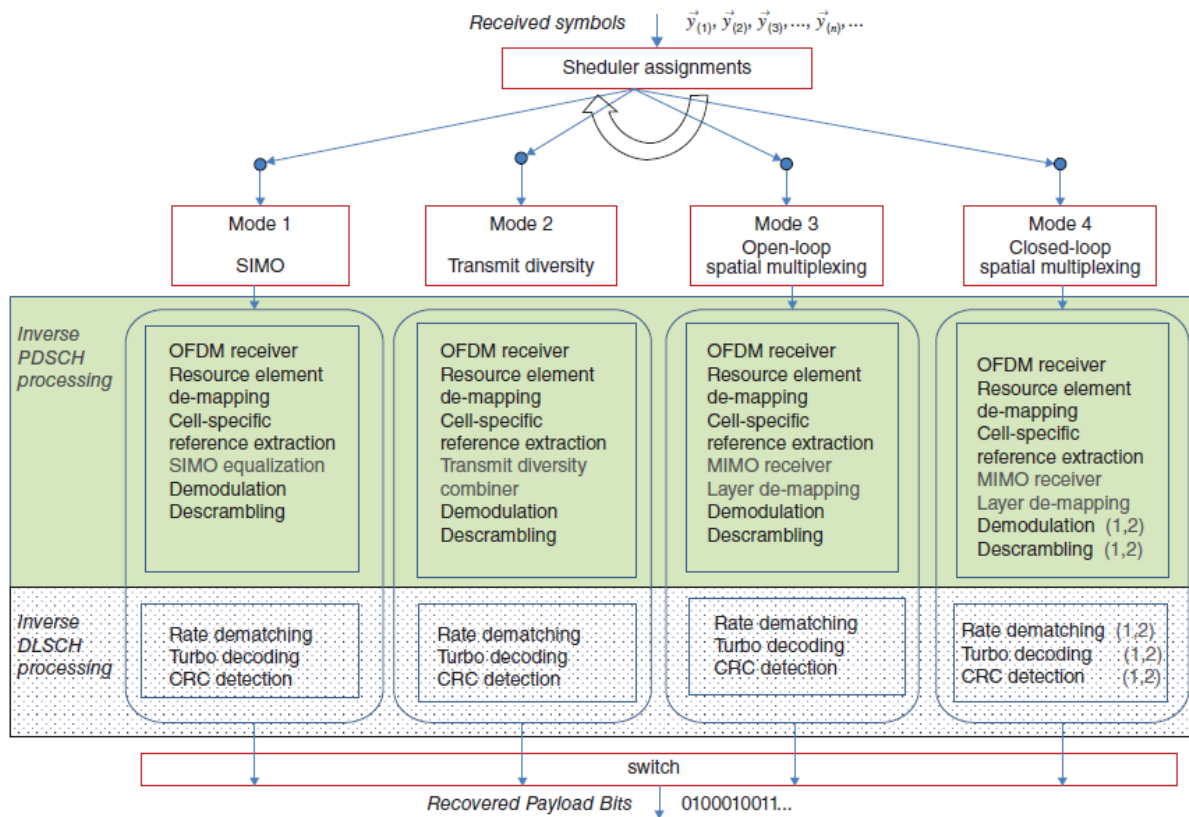 Received symbols
y⃗(1), y⃗(2), y⃗(3), ..., y⃗(n), ...
Sheduler assignments
Mode 1
SIMO
Mode 2
Transmit diversity
Mode 3
Open-loop
spatial multiplexing
Mode 4
Closed-loop
spatial multiplexing
Inverse
PDSCH
processing
OFDM receiver
Resource element
de-mapping
Cell-specific
reference extraction
SIMO equalization
Demodulation
Descrambling
OFDM receiver
Resource element
de-mapping
Cell-specific
reference extraction
Transmit diversity
combiner
Demodulation
Descrambling
OFDM receiver
Resource element
de-mapping
Cell-specific
reference extraction
MIMO receiver
Layer de-mapping
Demodulation
Descrambling
OFDM receiver
Resource element
de-mapping
Cell-specific
reference extraction
MIMO receiver
Layer de-mapping
Demodulation (1,2)
Descrambling (1,2)
Inverse
DLSCH
processing
Rate dematching
Turbo decoding
CRC detection
Rate dematching
Turbo decoding
CRC detection
Rate dematching
Turbo decoding
CRC detection
Rate dematching (1,2)
Turbo decoding (1,2)
CRC detection (1,2)
switch
Recovered Payload Bits 0100010011...